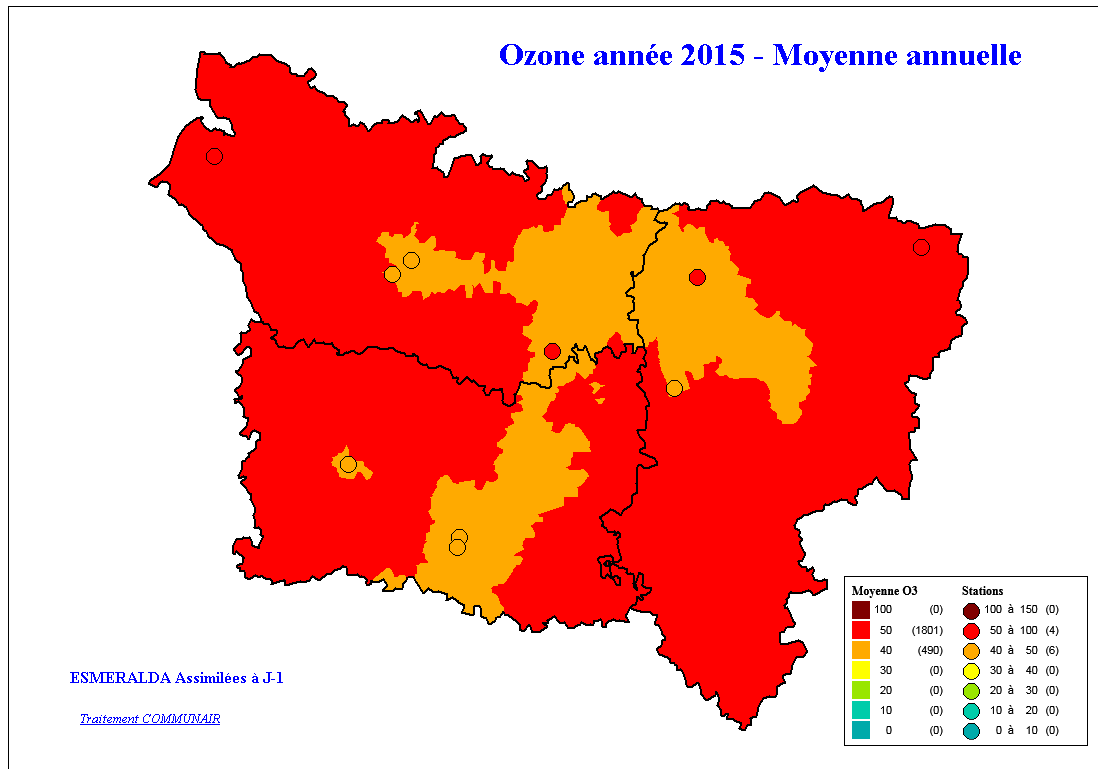 Ozone année 2015 - Moyenne annuelle
Moyenne O3 Stations
100 (0) 100 à 150 (0)
50 (1801) 50 à 100 (4)
40 (490) 40 à 50 (6)
30 (0) 30 à 40 (0)
20 (0) 20 à 30 (0)
10 (0) 10 à 20 (0)
0 (0) 0 à 10 (0)
ESMERALDA Assimilées à J-1
Traitement COMMUNAIR